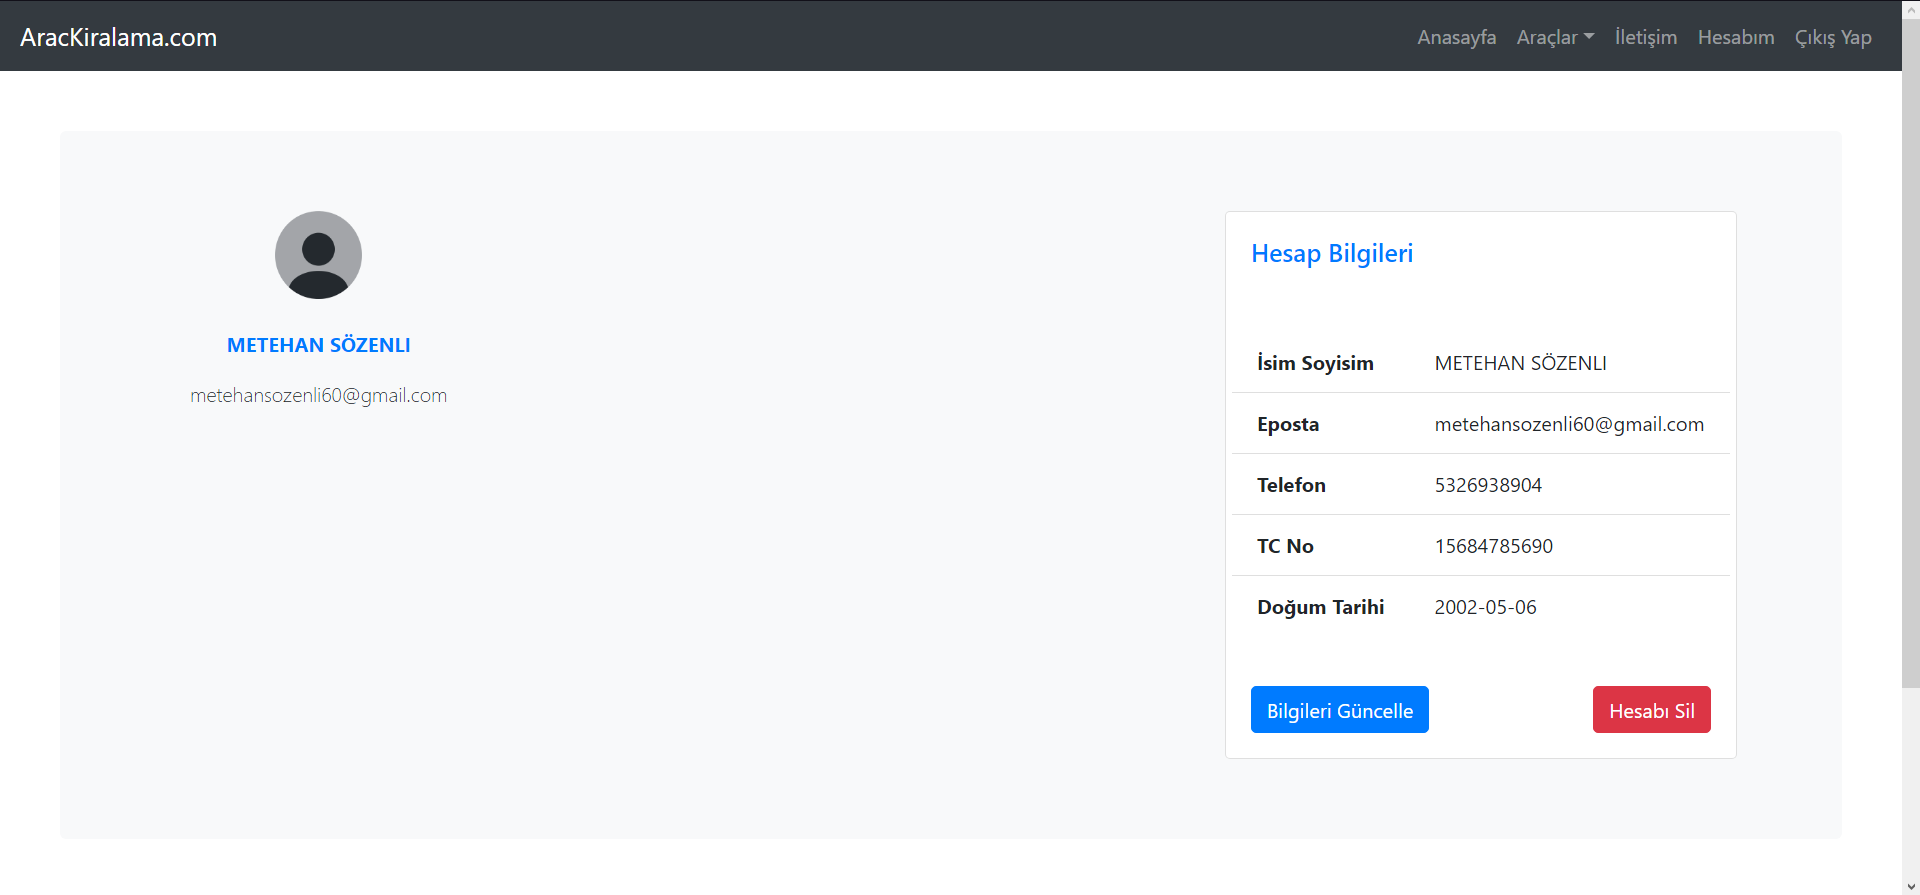 AracKiralama.com
Anasayfa Araçlar İletişim Hesabım Çıkış Yap
METEHAN SÖZENLI
metehansozenli60@gmail.com
Hesap Bilgileri
İsim Soyisim METEHAN SÖZENLI
Eposta metehansozenli60@gmail.com
Telefon 5326938904
TC No 15684785690
Doğum Tarihi 2002-05-06
Bilgileri Güncelle Hesabı Sil